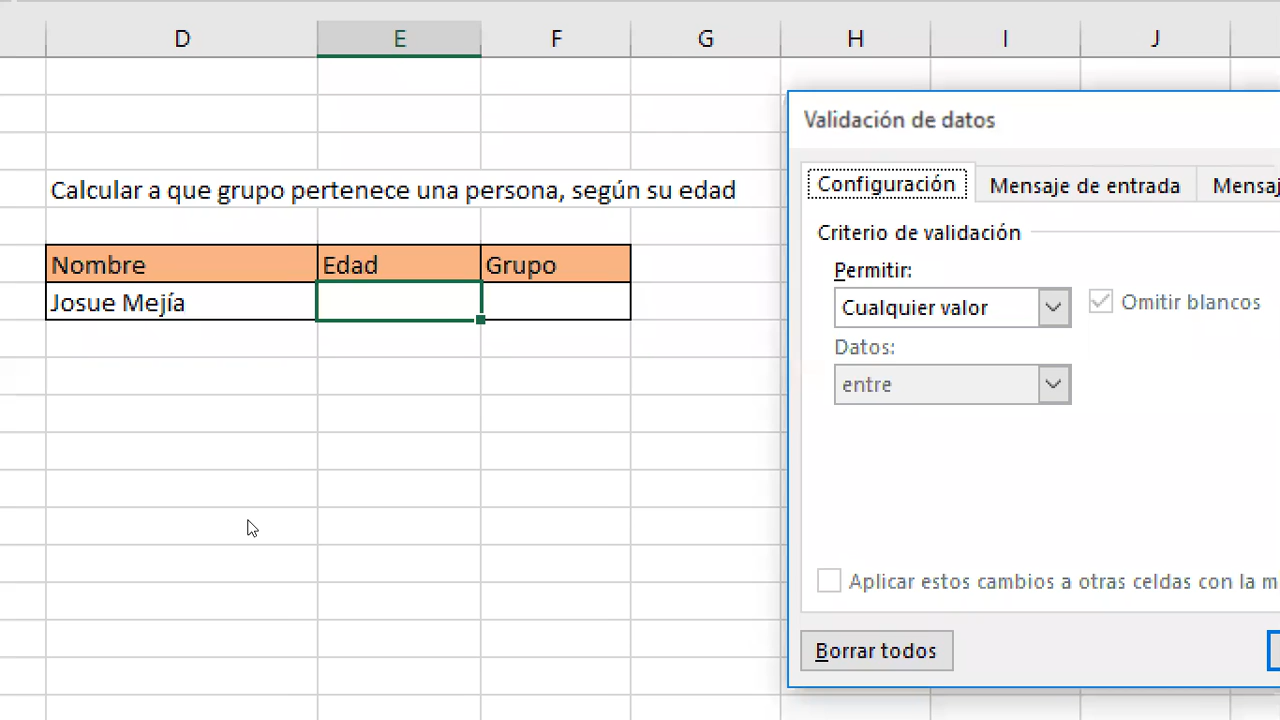 D E F G H I J
Calcular a que grupo pertenece una persona, según su edad
Nombre Edad Grupo
Josue Mejía
Validación de datos
Configuración Mensaje de entrada Mensaj
Criterio de validación
Permitir:
Cualquier valor Omitir blancos
Datos:
entre
Aplicar estos cambios a otras celdas con la m
Borrar todos